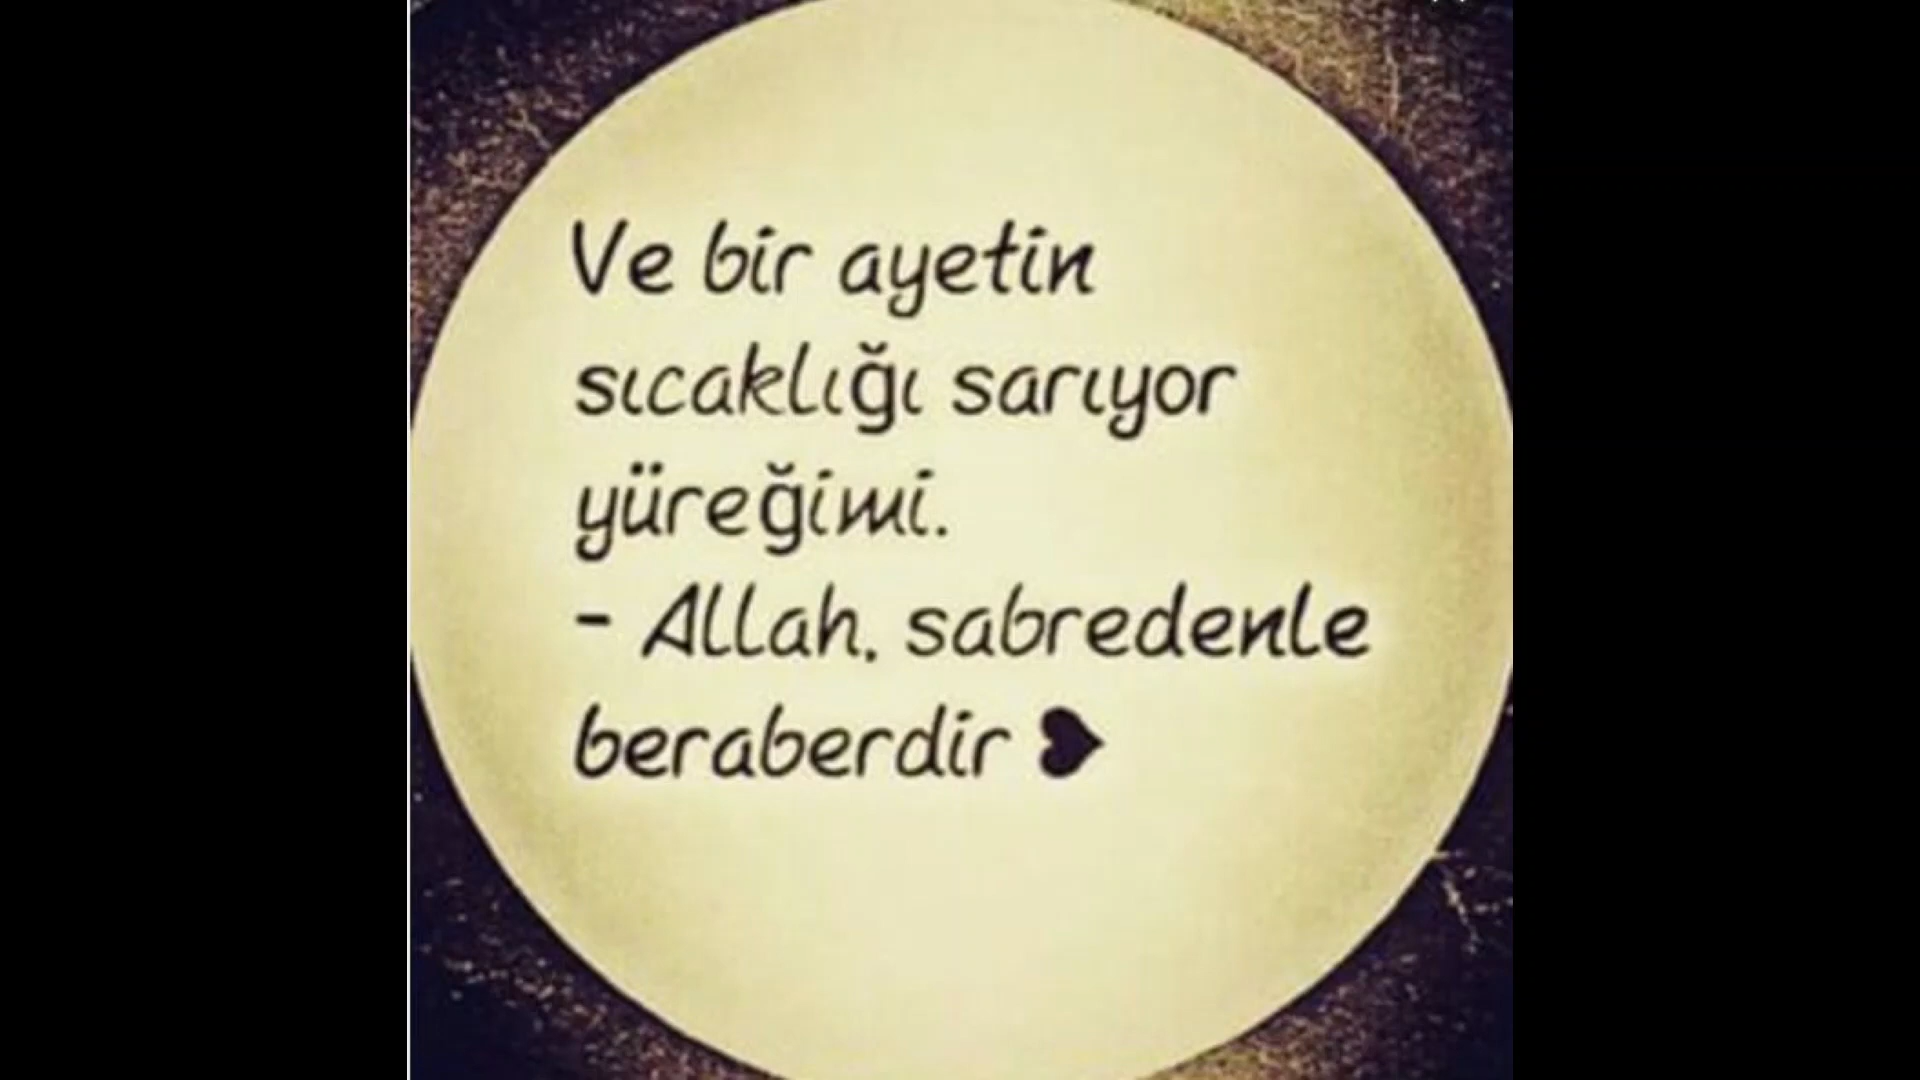 Ve bir ayetin
sıcaklığı sarıyor
yüreğimi.
- Allah, sabredenle
beraberdir ❥